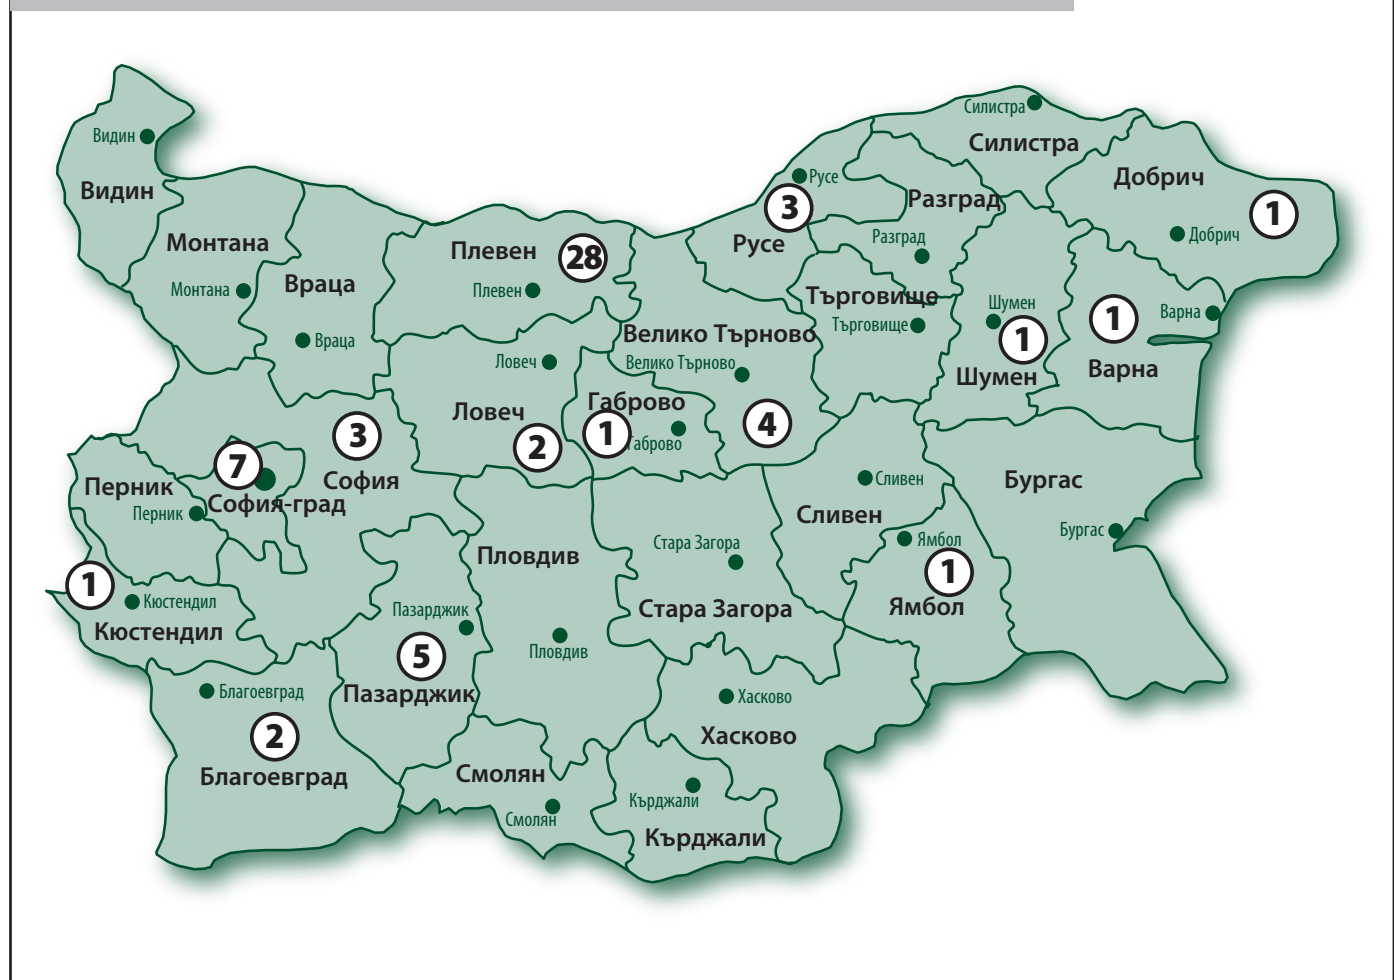 Силистра
Силистра
Видин
Видин
Русе
3
Русе
Разград
Разград
Добрич
1
Добрич
Монтана
Монтана
Враца
Враца
Плевен
28
Плевен
Търговище
Търговище
Шумен
1
Шумен
1
Варна
Варна
Велико Търново
Велико Търново
4
Ловеч
Ловеч
2
Габрово
1
Габрово
3
София
7
София-град
Перник
Перник
Сливен
Сливен
Бургас
Бургас
Ямбол
1
Ямбол
Пловдив
Пловдив
Стара Загора
Стара Загора
1
Кюстендил
Кюстендил
Пазарджик
5
Пазарджик
Благоевград
2
Благоевград
Хасково
Хасково
Смолян
Смолян
Кърджали
Кърджали